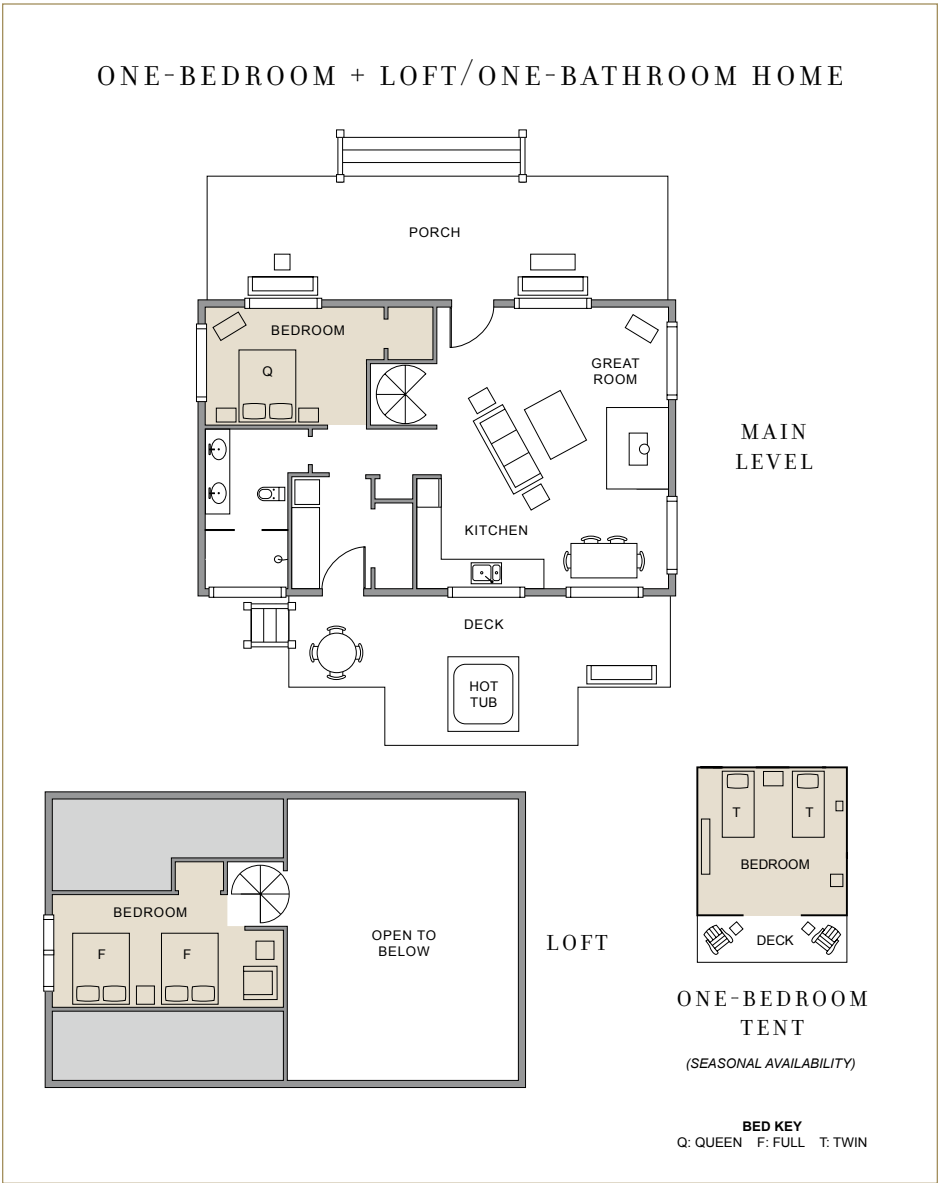 ONE-BEDROOM + LOFT/ONE-BATHROOM HOME
PORCH
BEDROOM
Q
GREAT
ROOM
MAIN
LEVEL
KITCHEN
DECK
HOT
TUB
T
T
BEDROOM
DECK
BEDROOM
F
F
OPEN TO
BELOW
LOFT
ONE-BEDROOM
TENT
(SEASONAL AVAILABILITY)
BED KEY
Q: QUEEN F: FULL T: TWIN